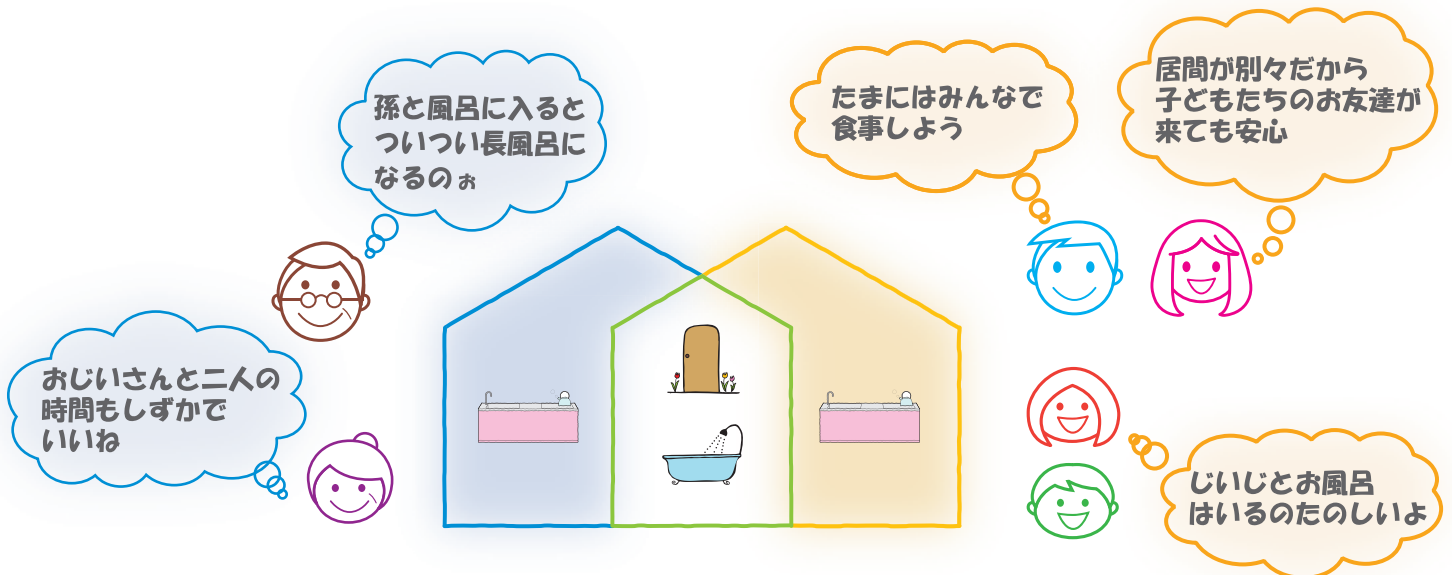 孫と風呂に入ると
ついつい長風呂に
なるのぉ
おじいさんと二人の
時間もしずかで
いいね
たまにはみんなで
食事しよう
居間が別々だから
子どもたちのお友達が
来ても安心
じいじとお風呂
はいるのたのしいよ